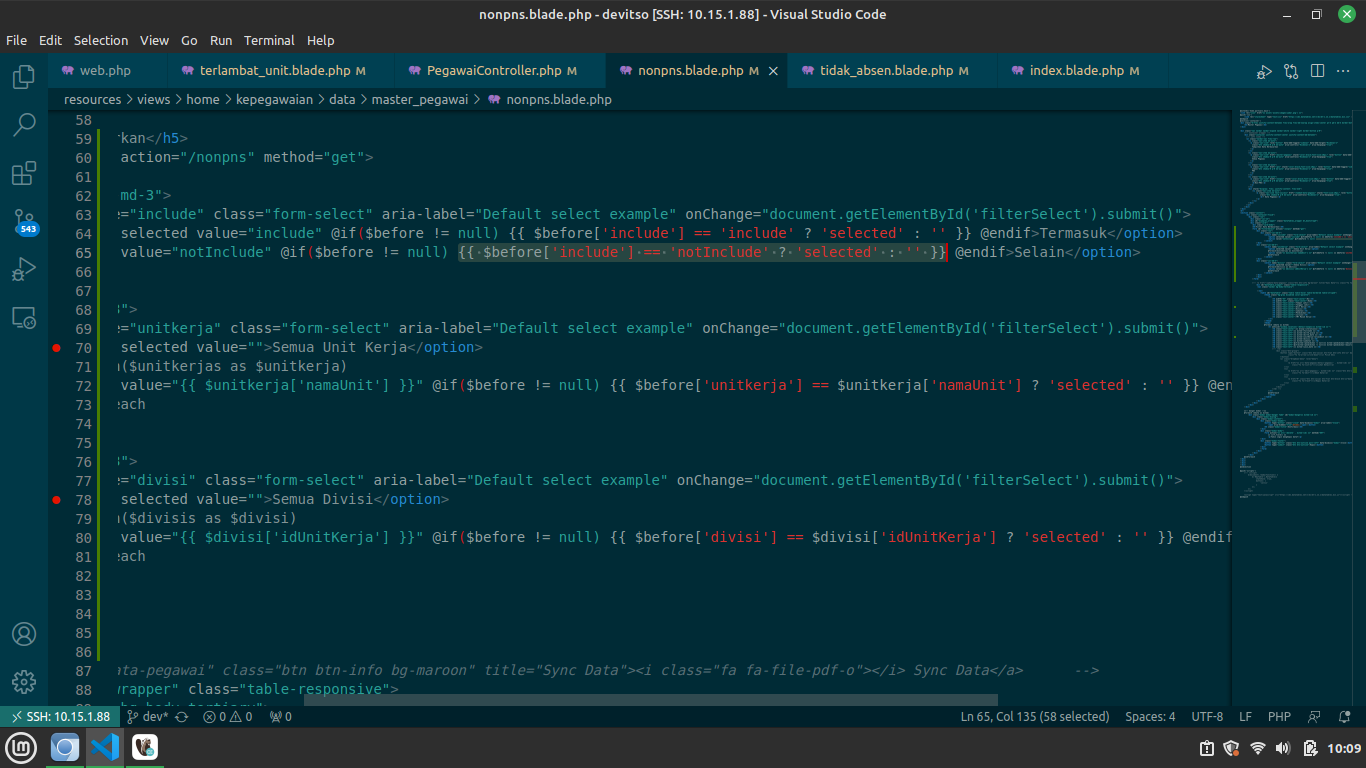 nonpns.blade.php - devitso [SSH: 10.15.1.88] - Visual Studio Code
File Edit Selection View Go Run Terminal Help
web.php terlambat_unit.blade.php M PegawaiController.php M nonpns.blade.php M tidak_absen.blade.php M index.blade.php M
resources > views > home > kepegawaian > data > master_pegawai > nonpns.blade.php
58
59 rkan</h5>
60 action="/nonpns" method="get">
61
62 md-3">
63 ="include" class="form-select" aria-label="Default select example" onChange="document.getElementById('filterSelect').submit()">
64 selected value="include" @if($before != null) {{ $before['include'] == 'include' ? 'selected' : '' }} @endif>Termasuk</option>
65 value="notInclude" @if($before != null) {{ $before['include'] == 'notInclude' ? 'selected' : '' }} @endif>Selain</option>
66
67
68 3">
69 ="unitkerja" class="form-select" aria-label="Default select example" onChange="document.getElementById('filterSelect').submit()">
70 selected value="">Semua Unit Kerja</option>
71 ($unitkerjas as $unitkerja)
72 value="{{ $unitkerja['namaUnit'] }}" @if($before != null) {{ $before['unitkerja'] == $unitkerja['namaUnit'] ? 'selected' : '' }} @en
73 each
74
75
76 3">
77 ="divisi" class="form-select" aria-label="Default select example" onChange="document.getElementById('filterSelect').submit()">
78 selected value="">Semua Divisi</option>
79 ($divisis as $divisi)
80 value="{{ $divisi['idUnitKerja'] }}" @if($before != null) {{ $before['divisi'] == $divisi['idUnitKerja'] ? 'selected' : '' }} @endif
81 each
82
83
84
85
86
87 ata-pegawai" class="btn btn-info bg-maroon" title="Sync Data"><i class="fa fa-file-pdf-o"></i> Sync Data</a> -->
88 wrapper" class="table-responsive">
543
SSH: 10.15.1.88 dev* 0 0 0 Ln 65, Col 135 (58 selected) Spaces: 4 UTF-8 LF PHP
10:09